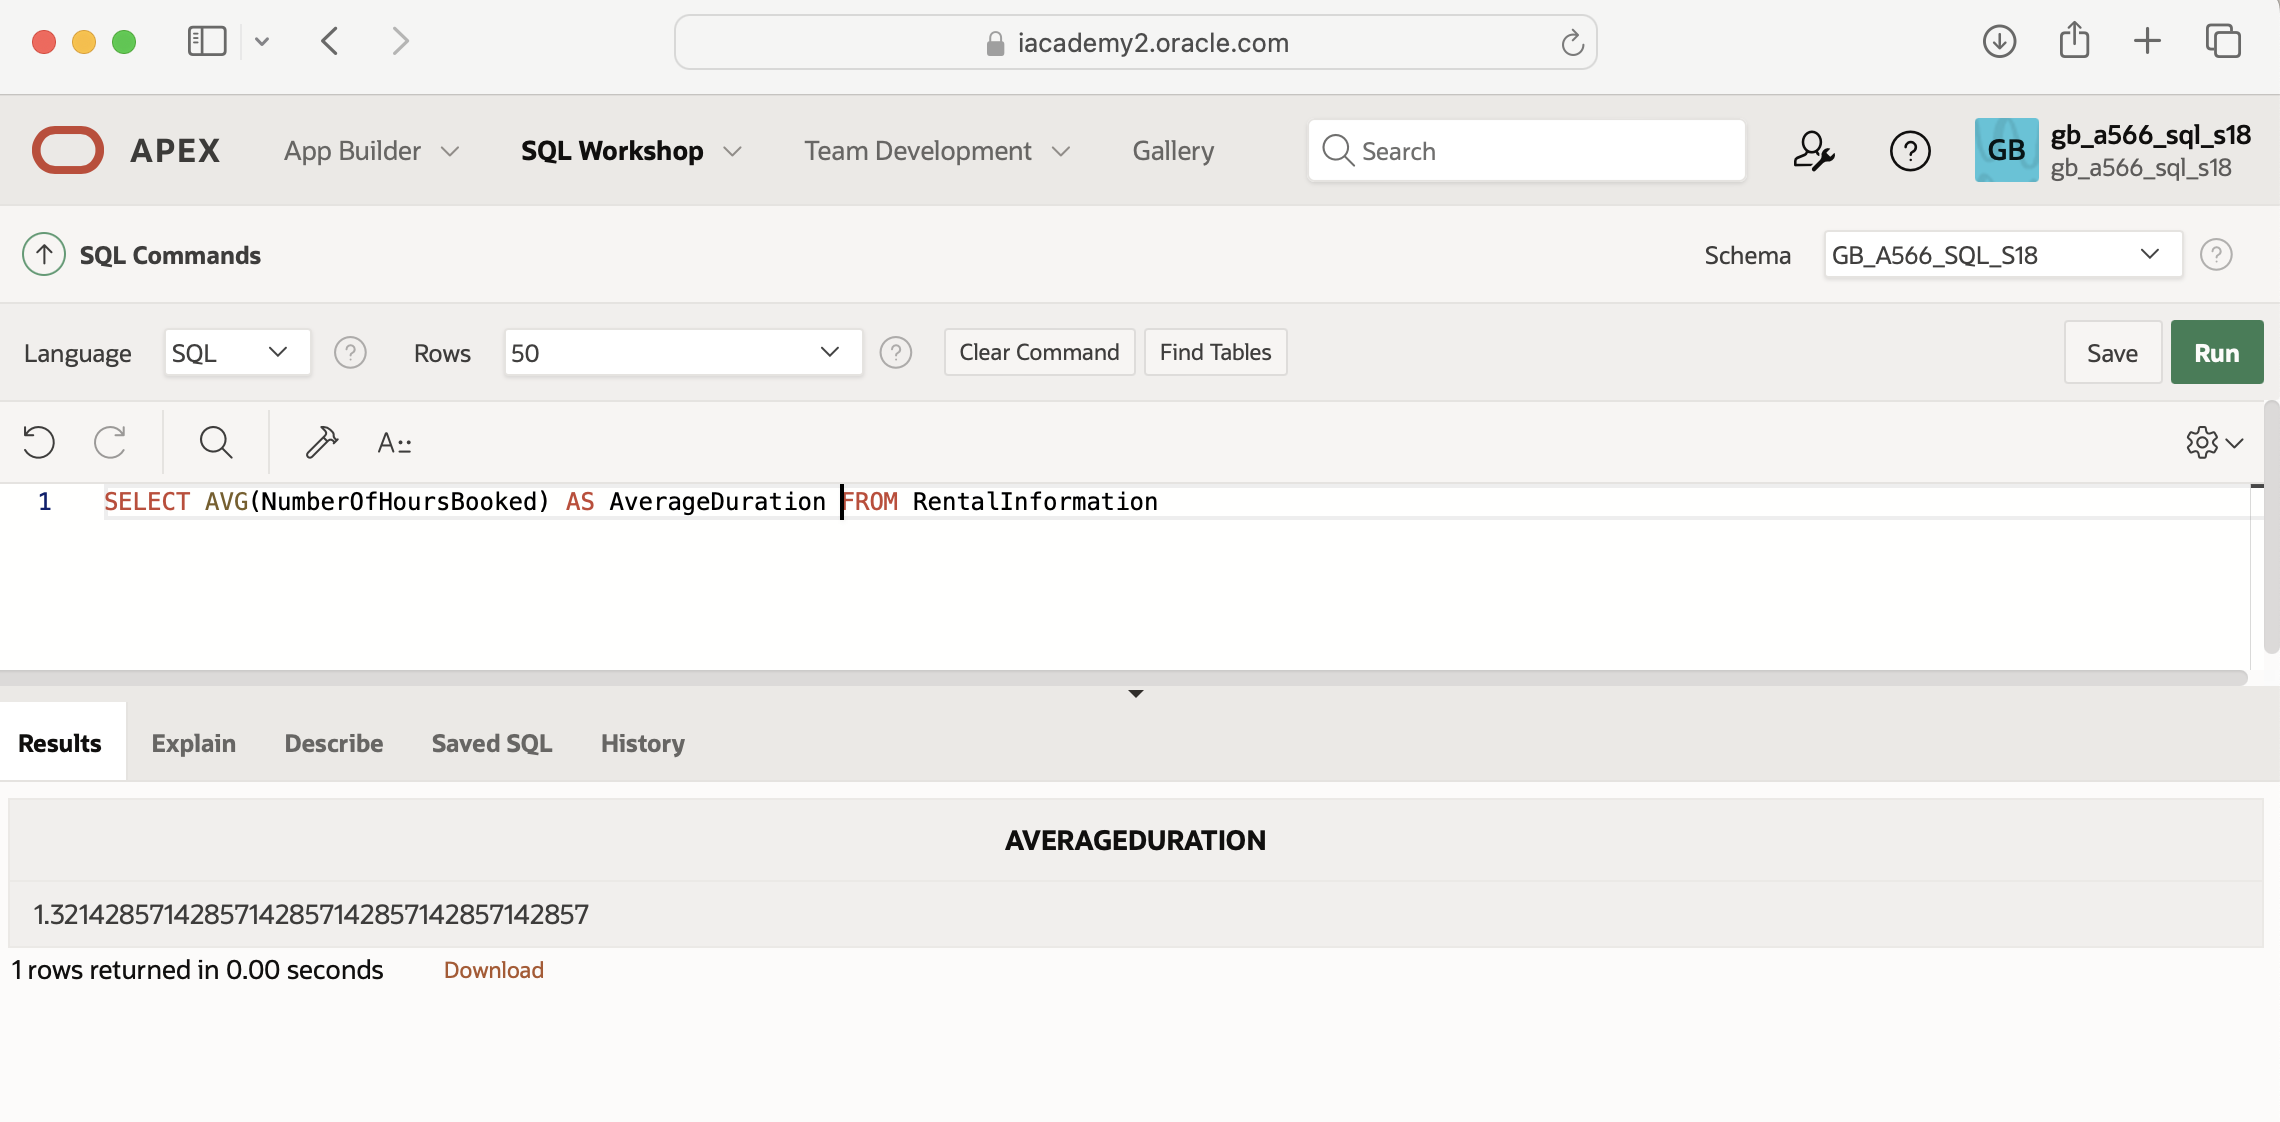 iacademy2.oracle.com
APEX App Builder SQL Workshop Team Development Gallery Search ? GB gb_a566_sql_s18
gb_a566_sql_s18
SQL Commands Schema GB_A566_SQL_S18 ?
Language SQL ? Rows 50 ? Clear Command Find Tables Save Run
A::
1 SELECT AVG(NumberOfHoursBooked) AS AverageDuration FROM RentalInformation
Results Explain Describe Saved SQL History
AVERAGEDURATION
1.32142857142857142857142857142857142857
1 rows returned in 0.00 seconds Download